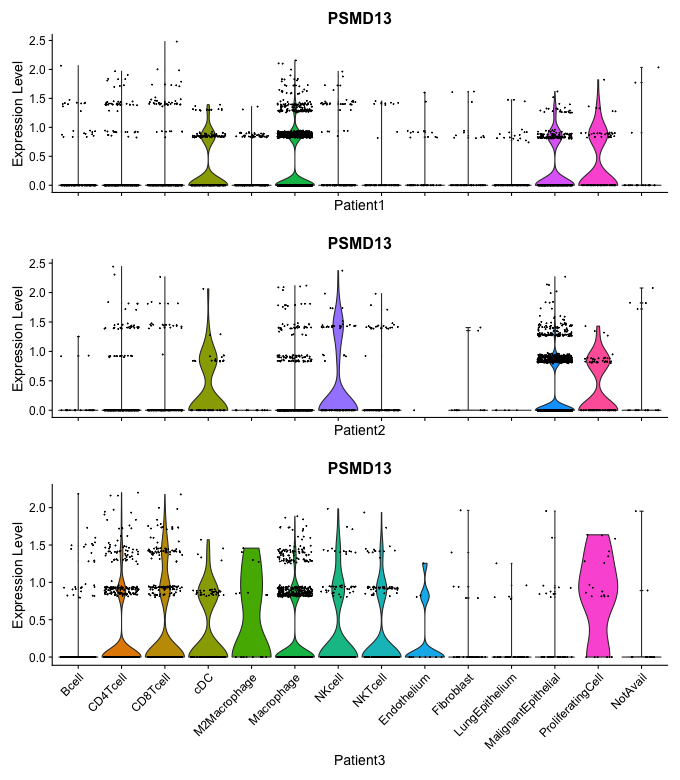 PSMD13
Expression Level
2.5
2.0
1.5
1.0
0.5
0.0
Patient1
PSMD13
Expression Level
2.5
2.0
1.5
1.0
0.5
0.0
Patient2
PSMD13
Expression Level
2.0
1.5
1.0
0.5
0.0
Bcell
CD4Tcell
CD8Tcell
cDC
M2Macrophage
Macrophage
NKcell
NKTcell
Endothelium
Fibroblast
LungEpithelium
MalignantEpithelial
ProliferatingCell
NotAvail
Patient3